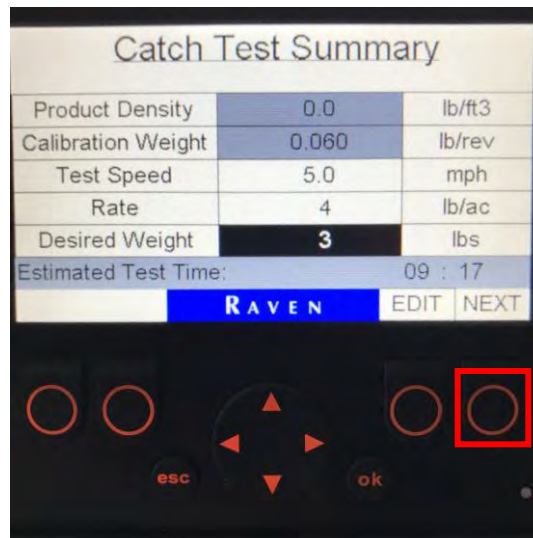 Catch Test Summary
Product Density 0.0 lb/ft3
Calibration Weight 0.060 lb/rev
Test Speed 5.0 mph
Rate 4 lb/ac
Desired Weight 3 lbs
Estimated Test Time: 09 : 17
RAVEN EDIT NEXT
esc ok